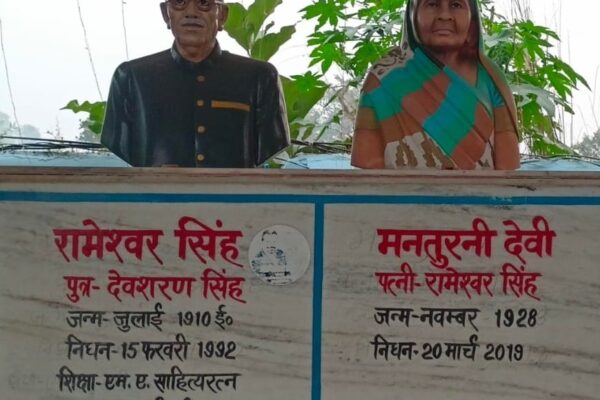 रामेश्वर सिंह
पुत्र- देवशरण सिंह
जन्म- जुलाई 1910 ई०
निधन- 15 फरवरी 1992
शिक्षा- एम. ए. साहित्यरत्न
मनतुरनी देवी
पत्नी- रामेश्वर सिंह
जन्म- नवम्बर 1928
निधन- 20 मार्च 2019